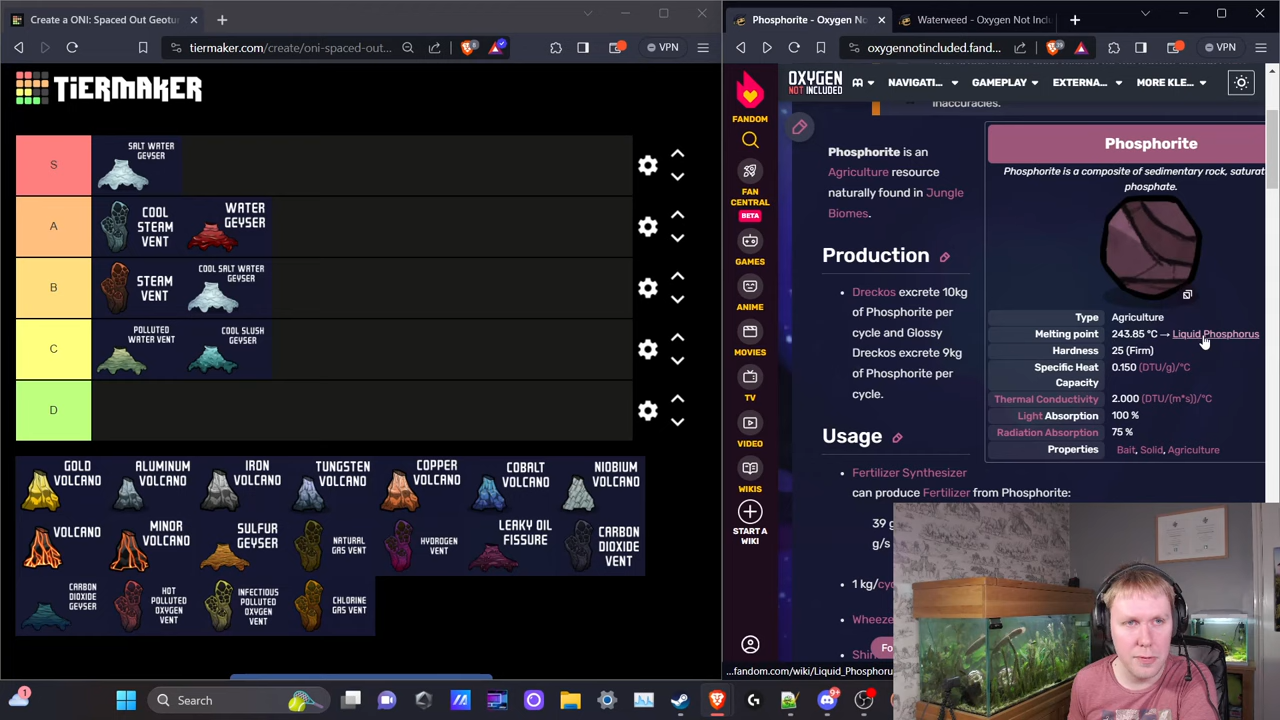 Create a ONI: Spaced Out Geotu
Phosphorite - Oxygen No
Waterweed - Oxygen Not Inclu
tiermaker.com/create/oni-spaced-out...
VPN
oxygennotincluded.fand...
VPN
TiERMAKER
S
SALT WATER
GEYSER
A
COOL
STEAM
VENT
WATER
GEYSER
B
STEAM
VENT
COOL SALT WATER
GEYSER
C
POLLUTED
WATER VENT
COOL SLUSH
GEYSER
D
GOLD
VOLCANO
ALUMINUM
VOLCANO
IRON
VOLCANO
TUNGSTEN
VOLCANO
COPPER
VOLCANO
COBALT
VOLCANO
NIOBIUM
VOLCANO
VOLCANO
MINOR
VOLCANO
SULFUR
GEYSER
NATURAL
GAS VENT
HYDROGEN
VENT
LEAKY OIL
FISSURE
CARBON
DIOXIDE
VENT
CARBON
DIOXIDE
GEYSER
HOT
POLLUTED
OXYGEN
VENT
INFECTIOUS
POLLUTED
OXYGEN
VENT
CHLORINE
GAS VENT
FANDOM
FAN
CENTRAL
BETA
GAMES
ANIME
MOVIES
TV
VIDEO
WIKIS
START A
WIKI
OXYGEN
NOT INCLUDED
NAVIGATI...
GAMEPLAY
EXTERNA...
MORE KLE...
inaccuracies.
Phosphorite is an
Agriculture resource
naturally found in Jungle
Biomes.
Production
Dreckos excrete 10kg
of Phosphorite per
cycle and Glossy
Dreckos excrete 9kg
of Phosphorite per
cycle.
Usage
Fertilizer Synthesizer
can produce Fertilizer from Phosphorite:
39 g
g/s
1 kg/cy
Wheeze
Shin
Fo
Phosphorite
Phosphorite is a composite of sedimentary rock, saturat
phosphate.
Type Agriculture
Melting point 243.85 °C → Liquid Phosphorus
Hardness 25 (Firm)
Specific Heat 0.150 (DTU/g)/°C
Capacity
Thermal Conductivity 2.000 (DTU/(m*s))/°C
Light Absorption 100 %
Radiation Absorption 75 %
Properties Bait, Solid, Agriculture
...fandom.com/wiki/Liquid_Phosphoru
1
Search